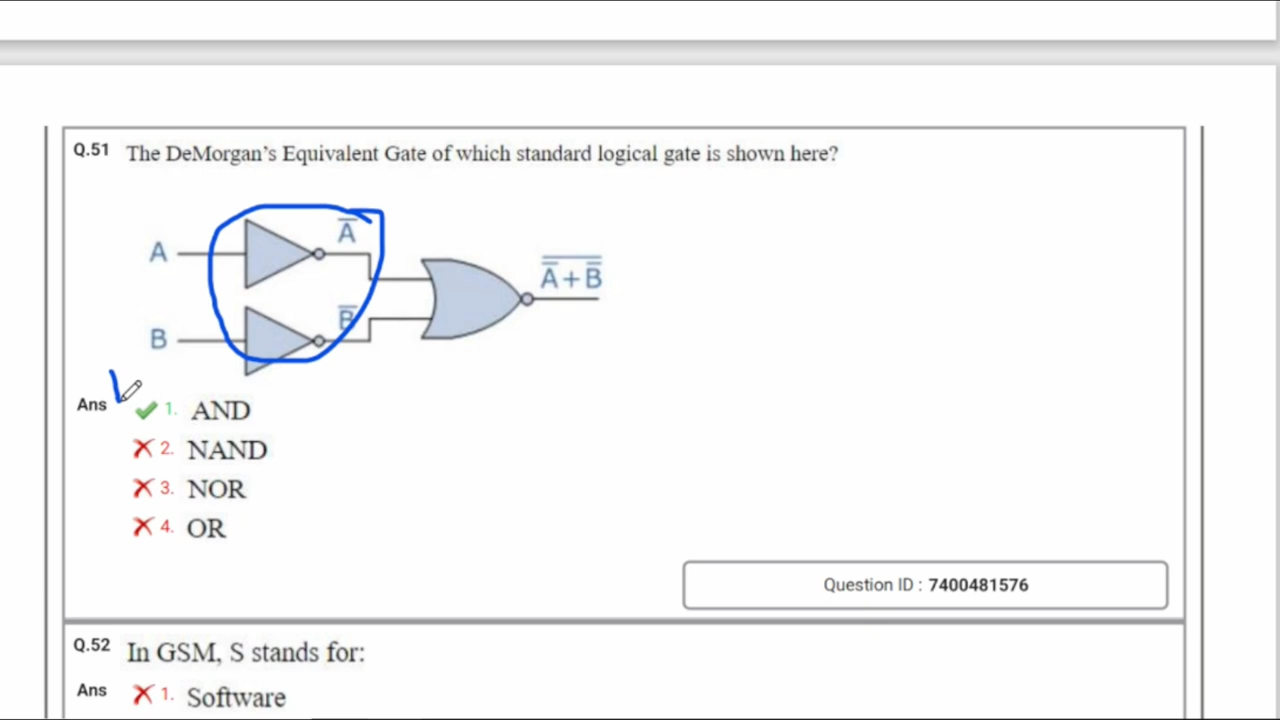 Q.51 The DeMorgan's Equivalent Gate of which standard logical gate is shown here?
A A̅
B B̅
A̅+B̅ (overlined)
Ans 1. AND
2. NAND
3. NOR
4. OR
Question ID : 7400481576
Q.52 In GSM, S stands for:
Ans 1. Software